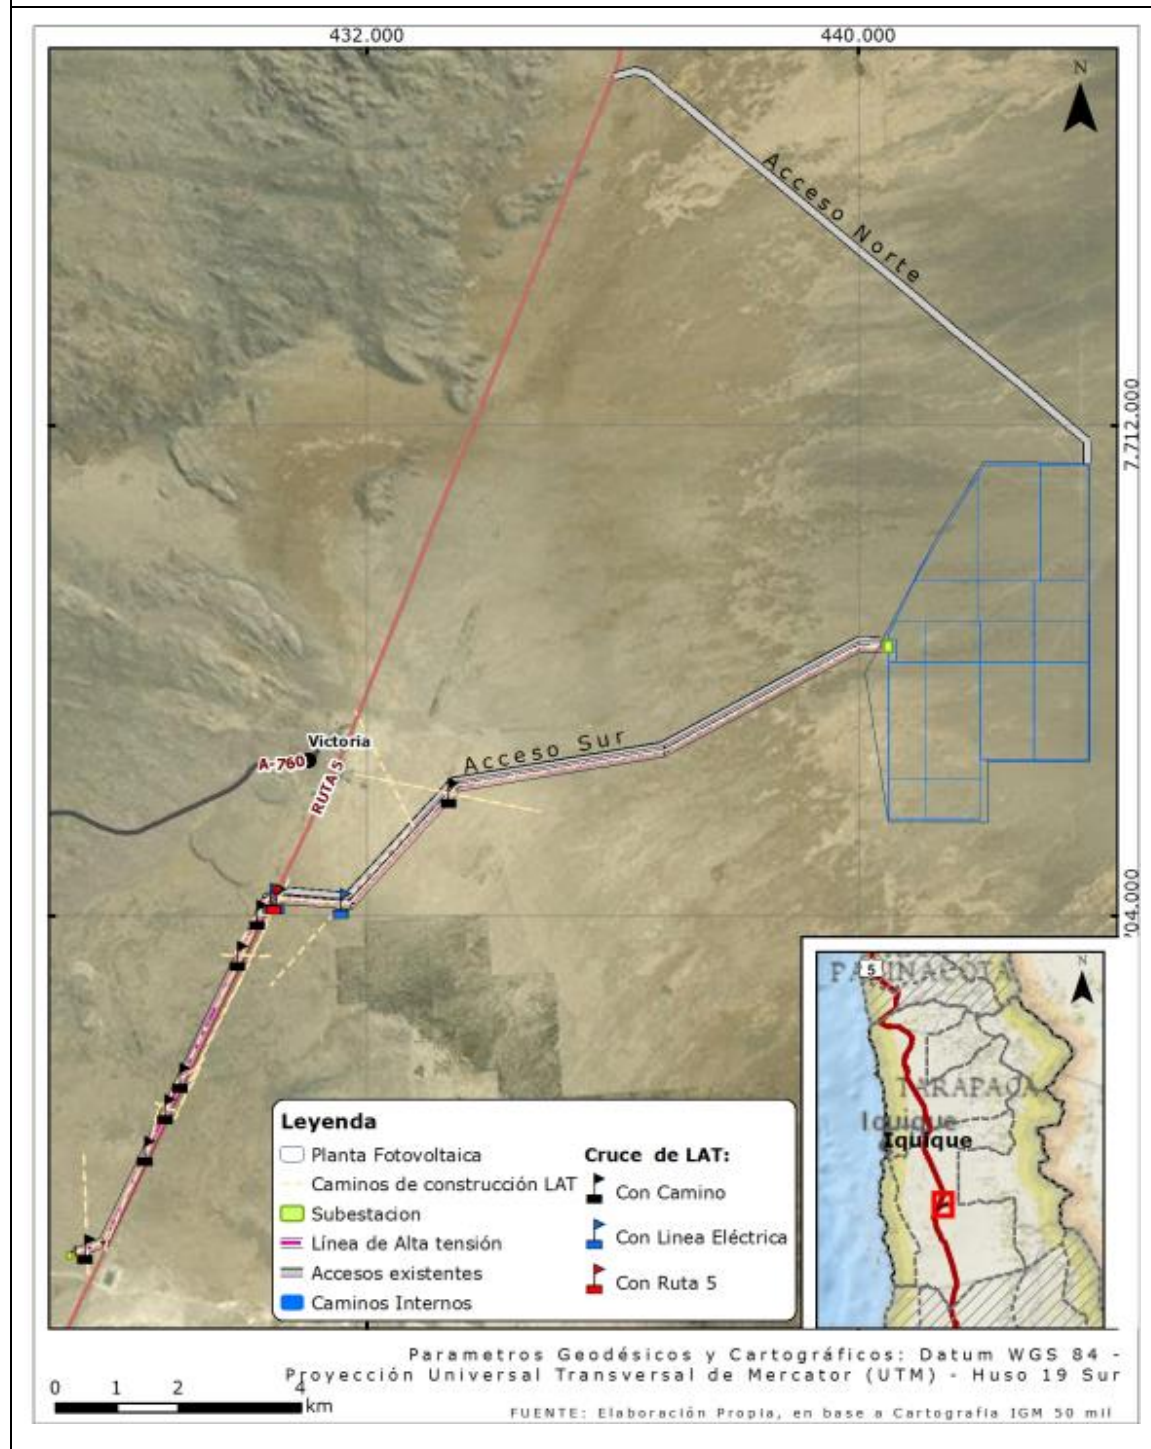 432.000
440.000
N
Acceso Norte
7.712.000
Victoria
A-760
RUTA 5
Acceso Sur
'04.000
N
5
TARAPACA
Iquique
Iquique
Leyenda
Planta Fotovoltaica
Caminos de construcción LAT
Subestacion
Línea de Alta tensión
Accesos existentes
Caminos Internos
Cruce de LAT:
Con Camino
Con Linea Eléctrica
Con Ruta 5
Parametros Geodésicos y Cartográficos: Datum WGS 84 -
Proyección Universal Transversal de Mercator (UTM) - Huso 19 Sur
0 1 2 4
km
FUENTE: Elaboración Propia, en base a Cartografia IGM 50 mil